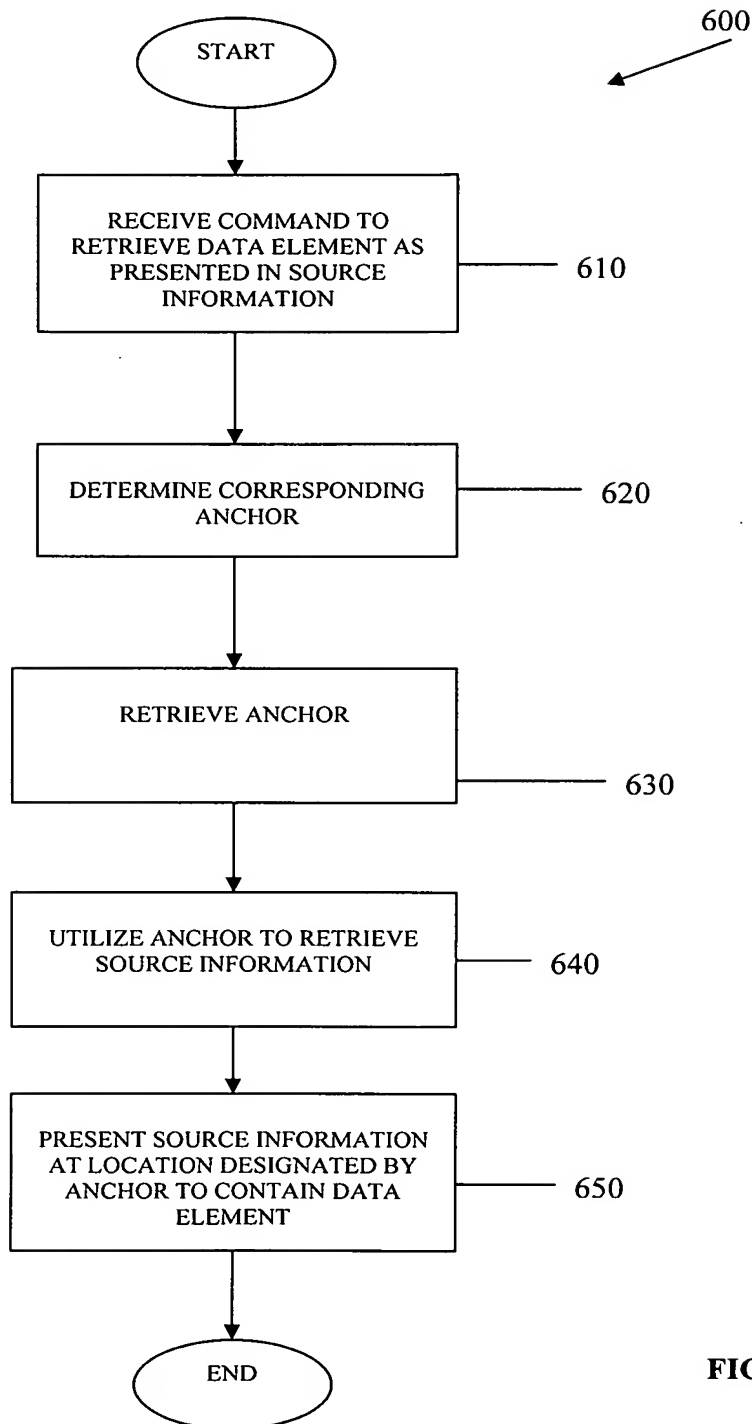 600
START
RECEIVE COMMAND TO
RETRIEVE DATA ELEMENT AS
PRESENTED IN SOURCE
INFORMATION
610
DETERMINE CORRESPONDING
ANCHOR
620
RETRIEVE ANCHOR
630
UTILIZE ANCHOR TO RETRIEVE
SOURCE INFORMATION
640
PRESENT SOURCE INFORMATION
AT LOCATION DESIGNATED BY
ANCHOR TO CONTAIN DATA
ELEMENT
650
END
FIG